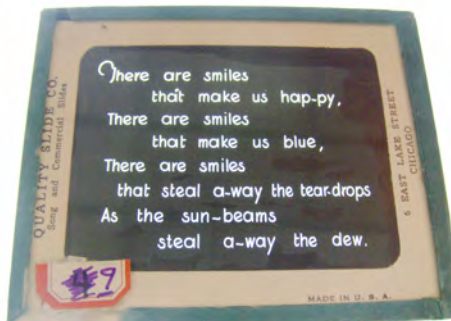 There are smiles
that make us hap-py,
There are smiles
that make us blue,
There are smiles
that steal a-way the tear-drops
As the sun-beams
steal a-way the dew.
QUALITY SLIDE CO.
Song and Commercial Slides
6 EAST LAKE STREET
CHICAGO
9
MADE IN U. S. A.